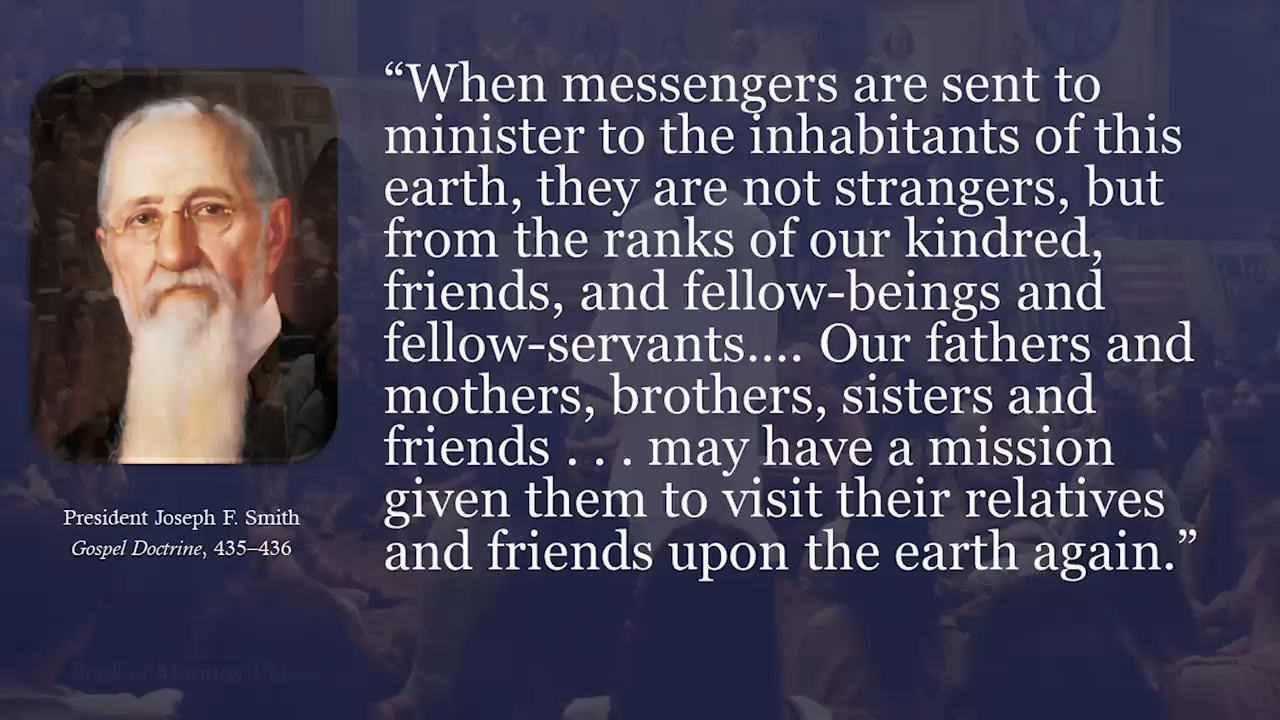 “When messengers are sent to
minister to the inhabitants of this
earth, they are not strangers, but
from the ranks of our kindred,
friends, and fellow-beings and
fellow-servants.... Our fathers and
mothers, brothers, sisters and
friends . . . may have a mission
given them to visit their relatives
and friends upon the earth again.”
President Joseph F. Smith
Gospel Doctrine, 435–436
Book of Mormon